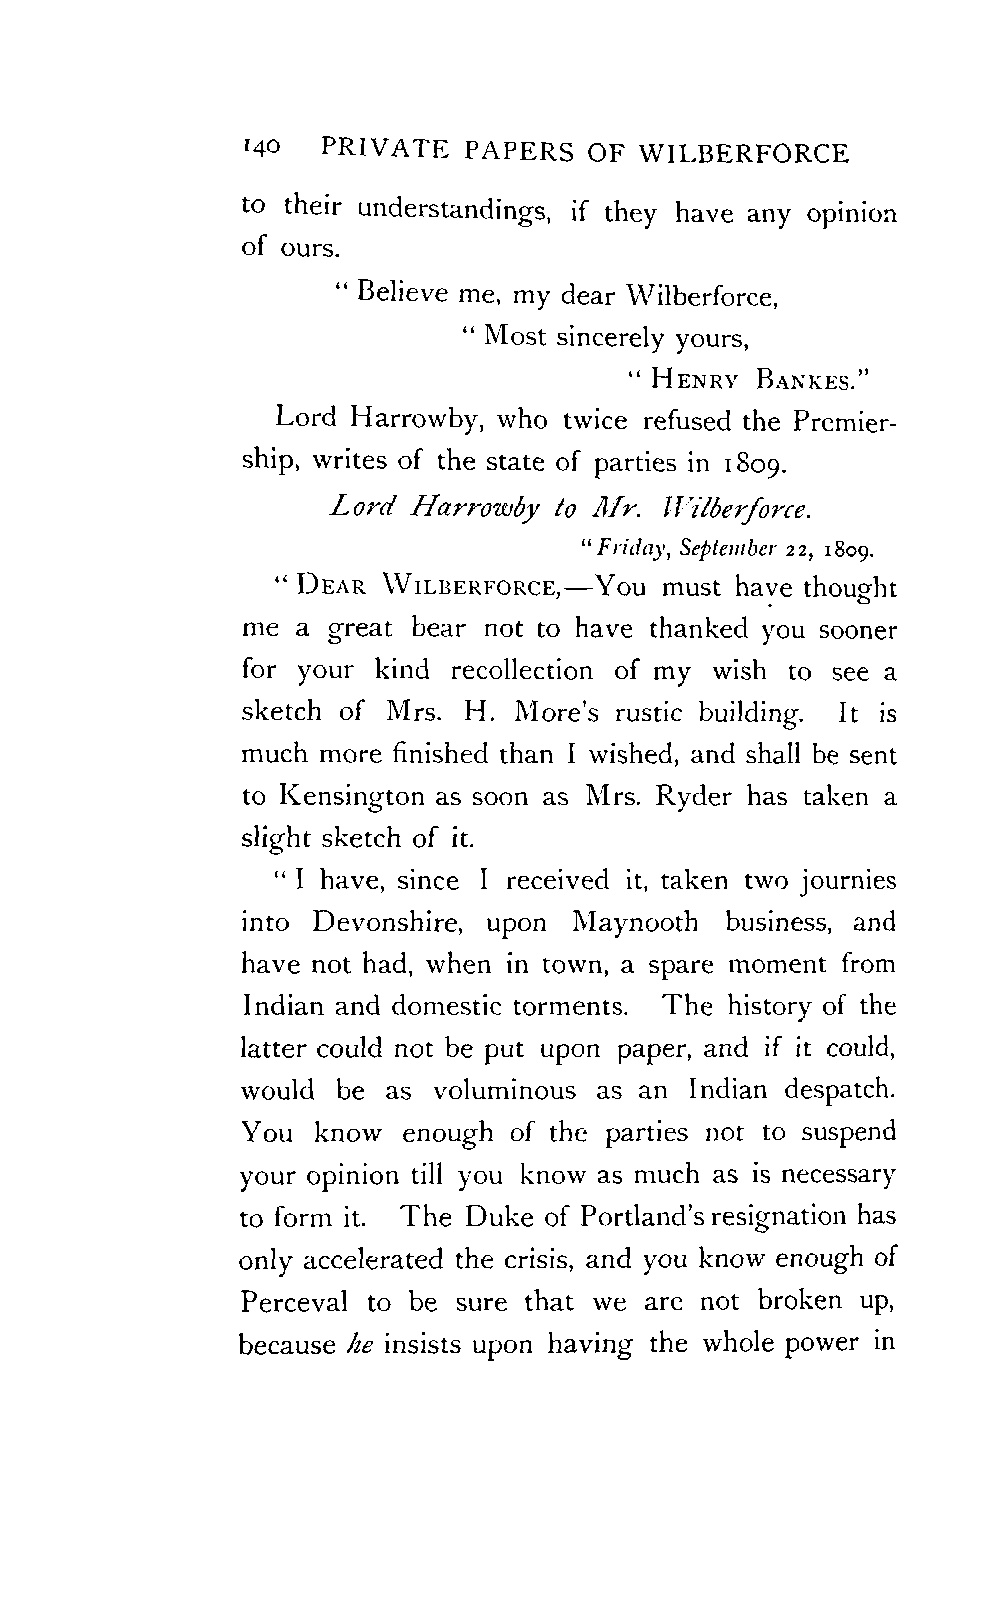 140 PRIVATE PAPERS OF WILBERFORCE
to their understandings, if they have any opinion
of ours.
“ Believe me, my dear Wilberforce,
“ Most sincerely yours,
“ HENRY BANKES.”
Lord Harrowby, who twice refused the Premier-
ship, writes of the state of parties in 1809.
Lord Harrowby to Mr. Wilberforce.
“ Friday, September 22, 1809.
“ DEAR WILBERFORCE,—You must have thought
me a great bear not to have thanked you sooner
for your kind recollection of my wish to see a
sketch of Mrs. H. More's rustic building. It is
much more finished than I wished, and shall be sent
to Kensington as soon as Mrs. Ryder has taken a
slight sketch of it.
“ I have, since I received it, taken two journies
into Devonshire, upon Maynooth business, and
have not had, when in town, a spare moment from
Indian and domestic torments. The history of the
latter could not be put upon paper, and if it could,
would be as voluminous as an Indian despatch.
You know enough of the parties not to suspend
your opinion till you know as much as is necessary
to form it. The Duke of Portland's resignation has
only accelerated the crisis, and you know enough of
Perceval to be sure that we are not broken up,
because he insists upon having the whole power in